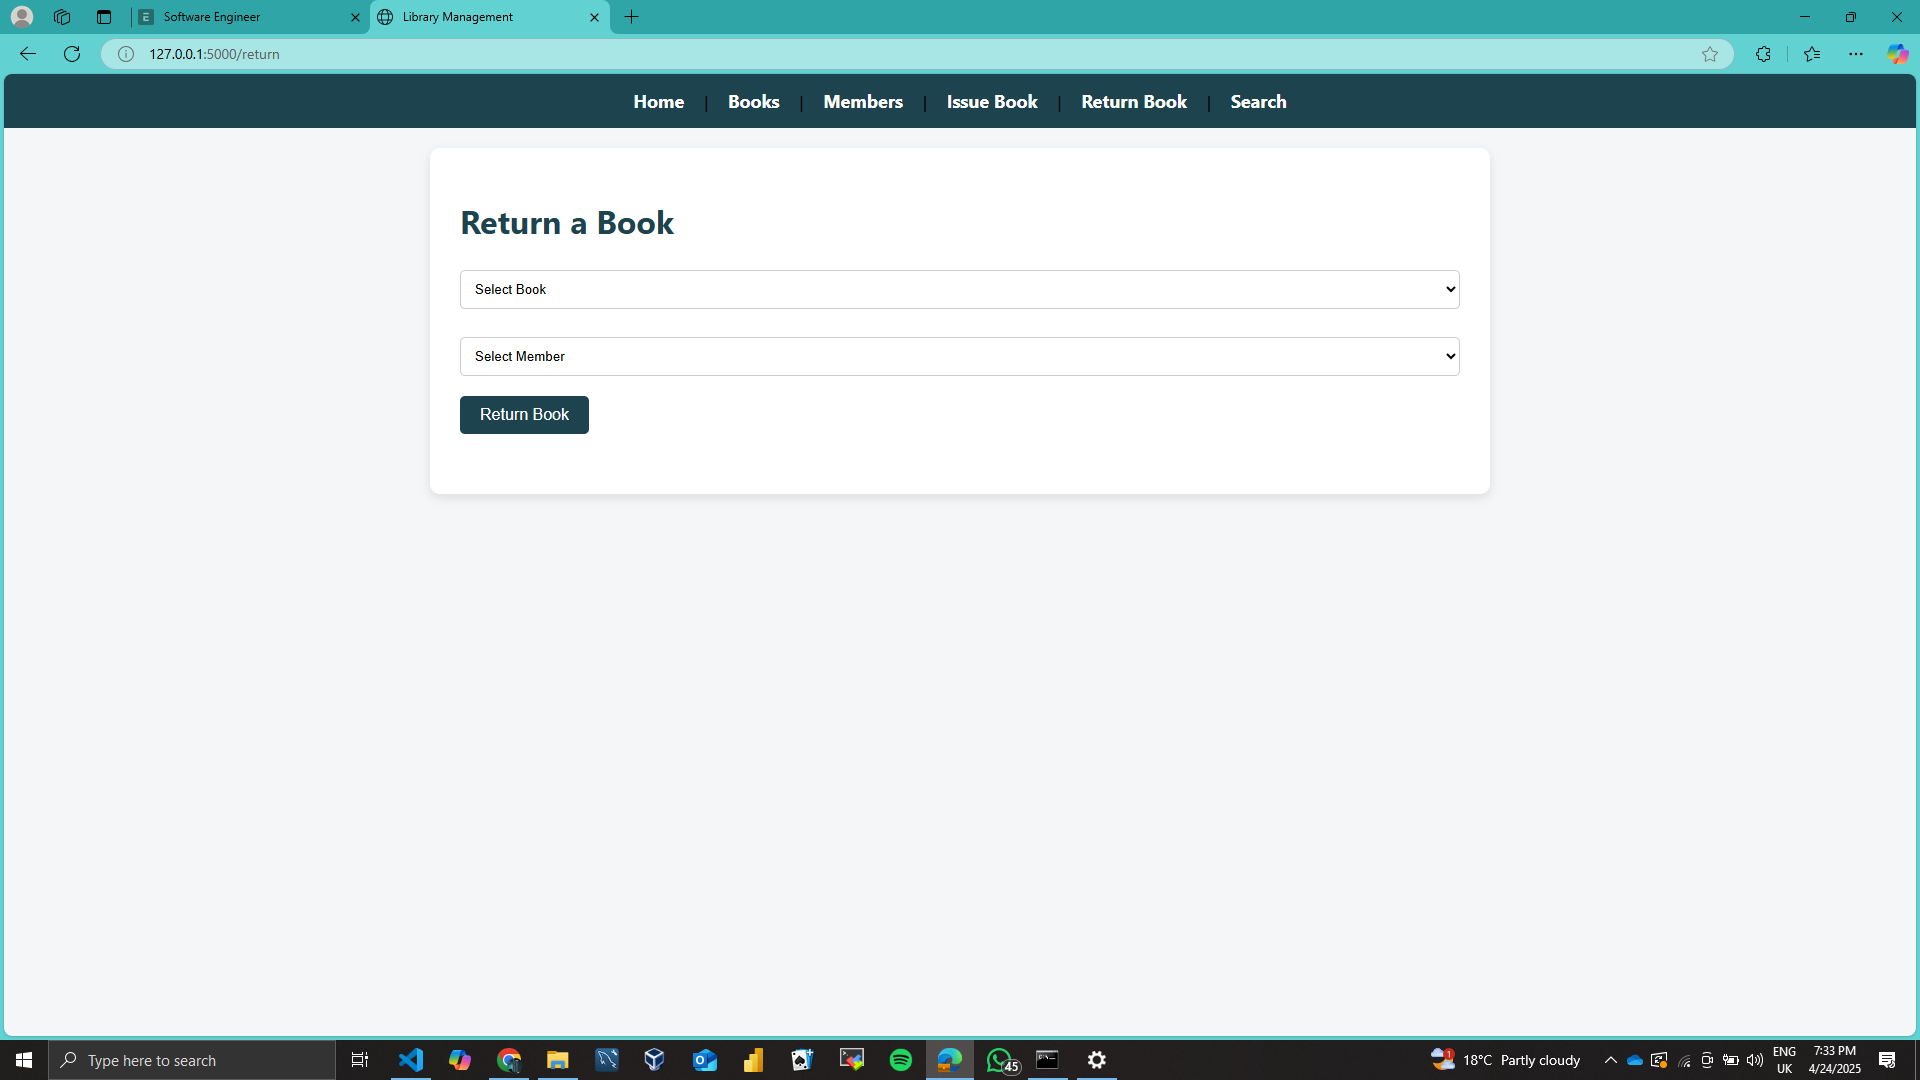 Software Engineer
Library Management
127.0.0.1:5000/return
Home | Books | Members | Issue Book | Return Book | Search
Return a Book
Select Book
Select Member
Return Book
Type here to search
45
1
18°C Partly cloudy
ENG
UK
7:33 PM
4/24/2025